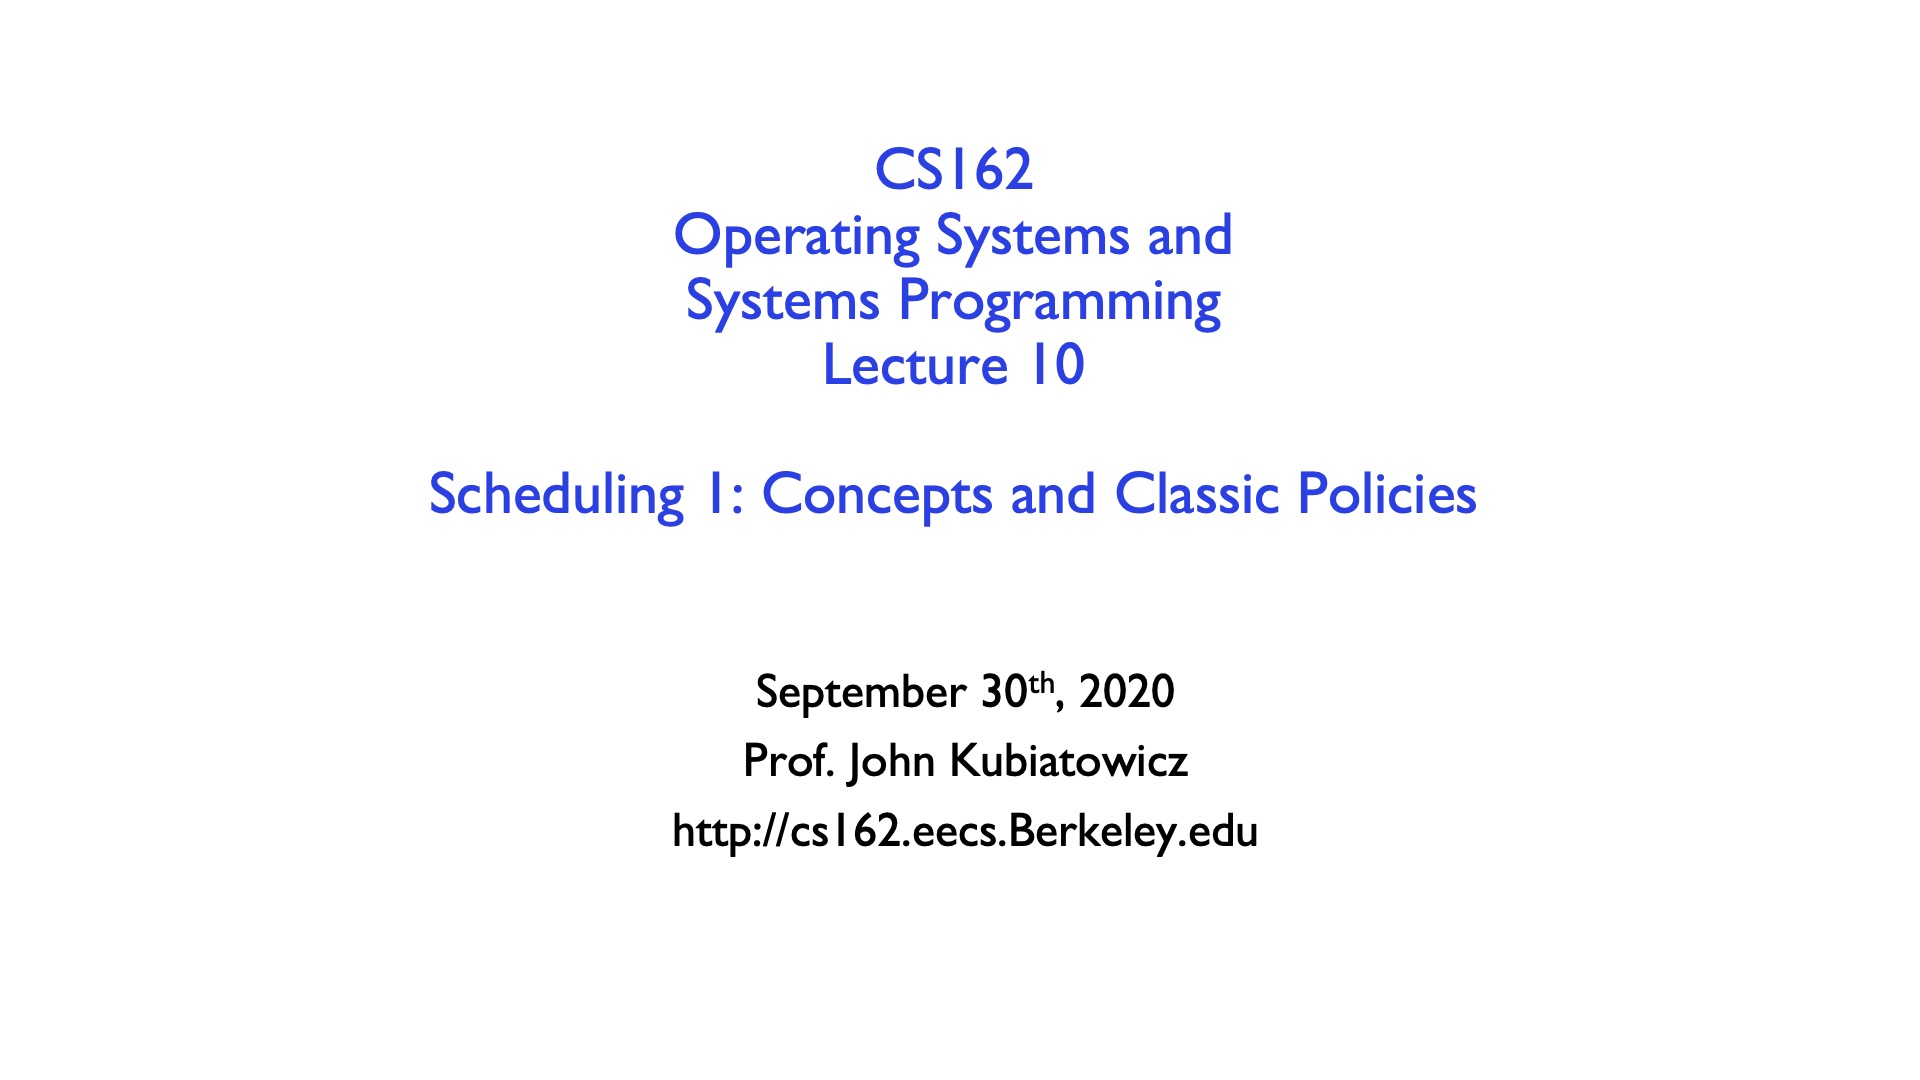 CS162
Operating Systems and
Systems Programming
Lecture 10
Scheduling 1: Concepts and Classic Policies
September 30th, 2020
Prof. John Kubiatowicz
http://cs162.eecs.Berkeley.edu